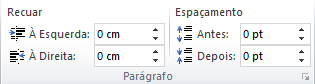 Recuar Espaçamento
À Esquerda: 0 cm Antes: 0 pt
À Direita: 0 cm Depois: 0 pt
Parágrafo